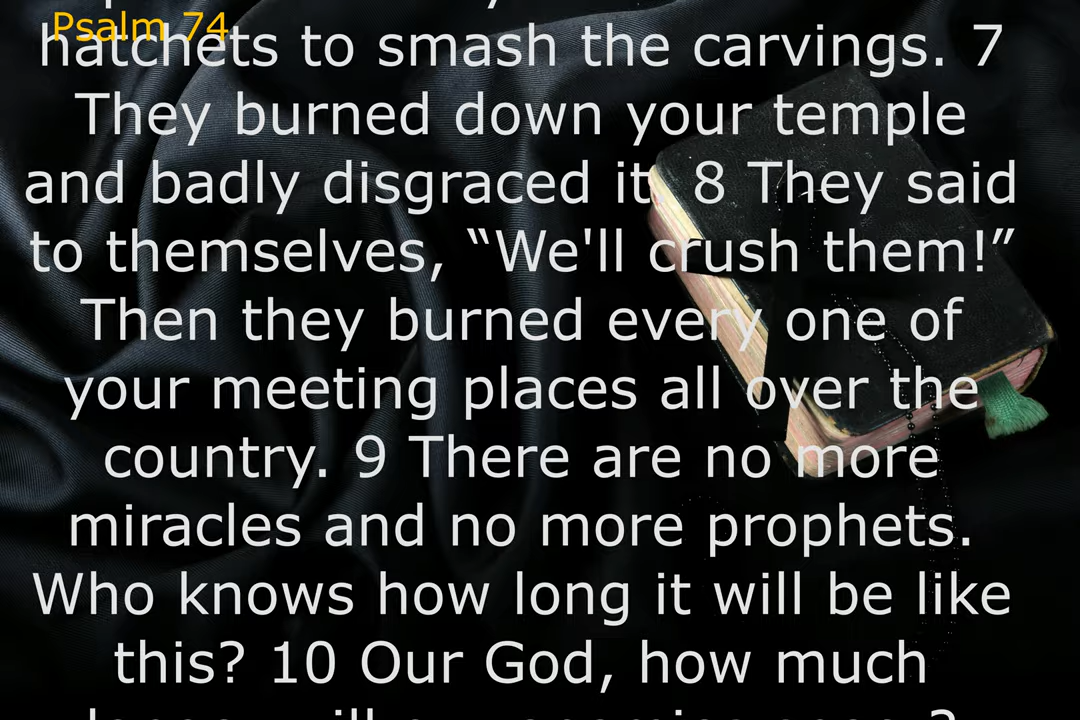 Psalm 74
hatchets to smash the carvings. 7
They burned down your temple
and badly disgraced it. 8 They said
to themselves, “We'll crush them!”
Then they burned every one of
your meeting places all over the
country. 9 There are no more
miracles and no more prophets.
Who knows how long it will be like
this? 10 Our God, how much